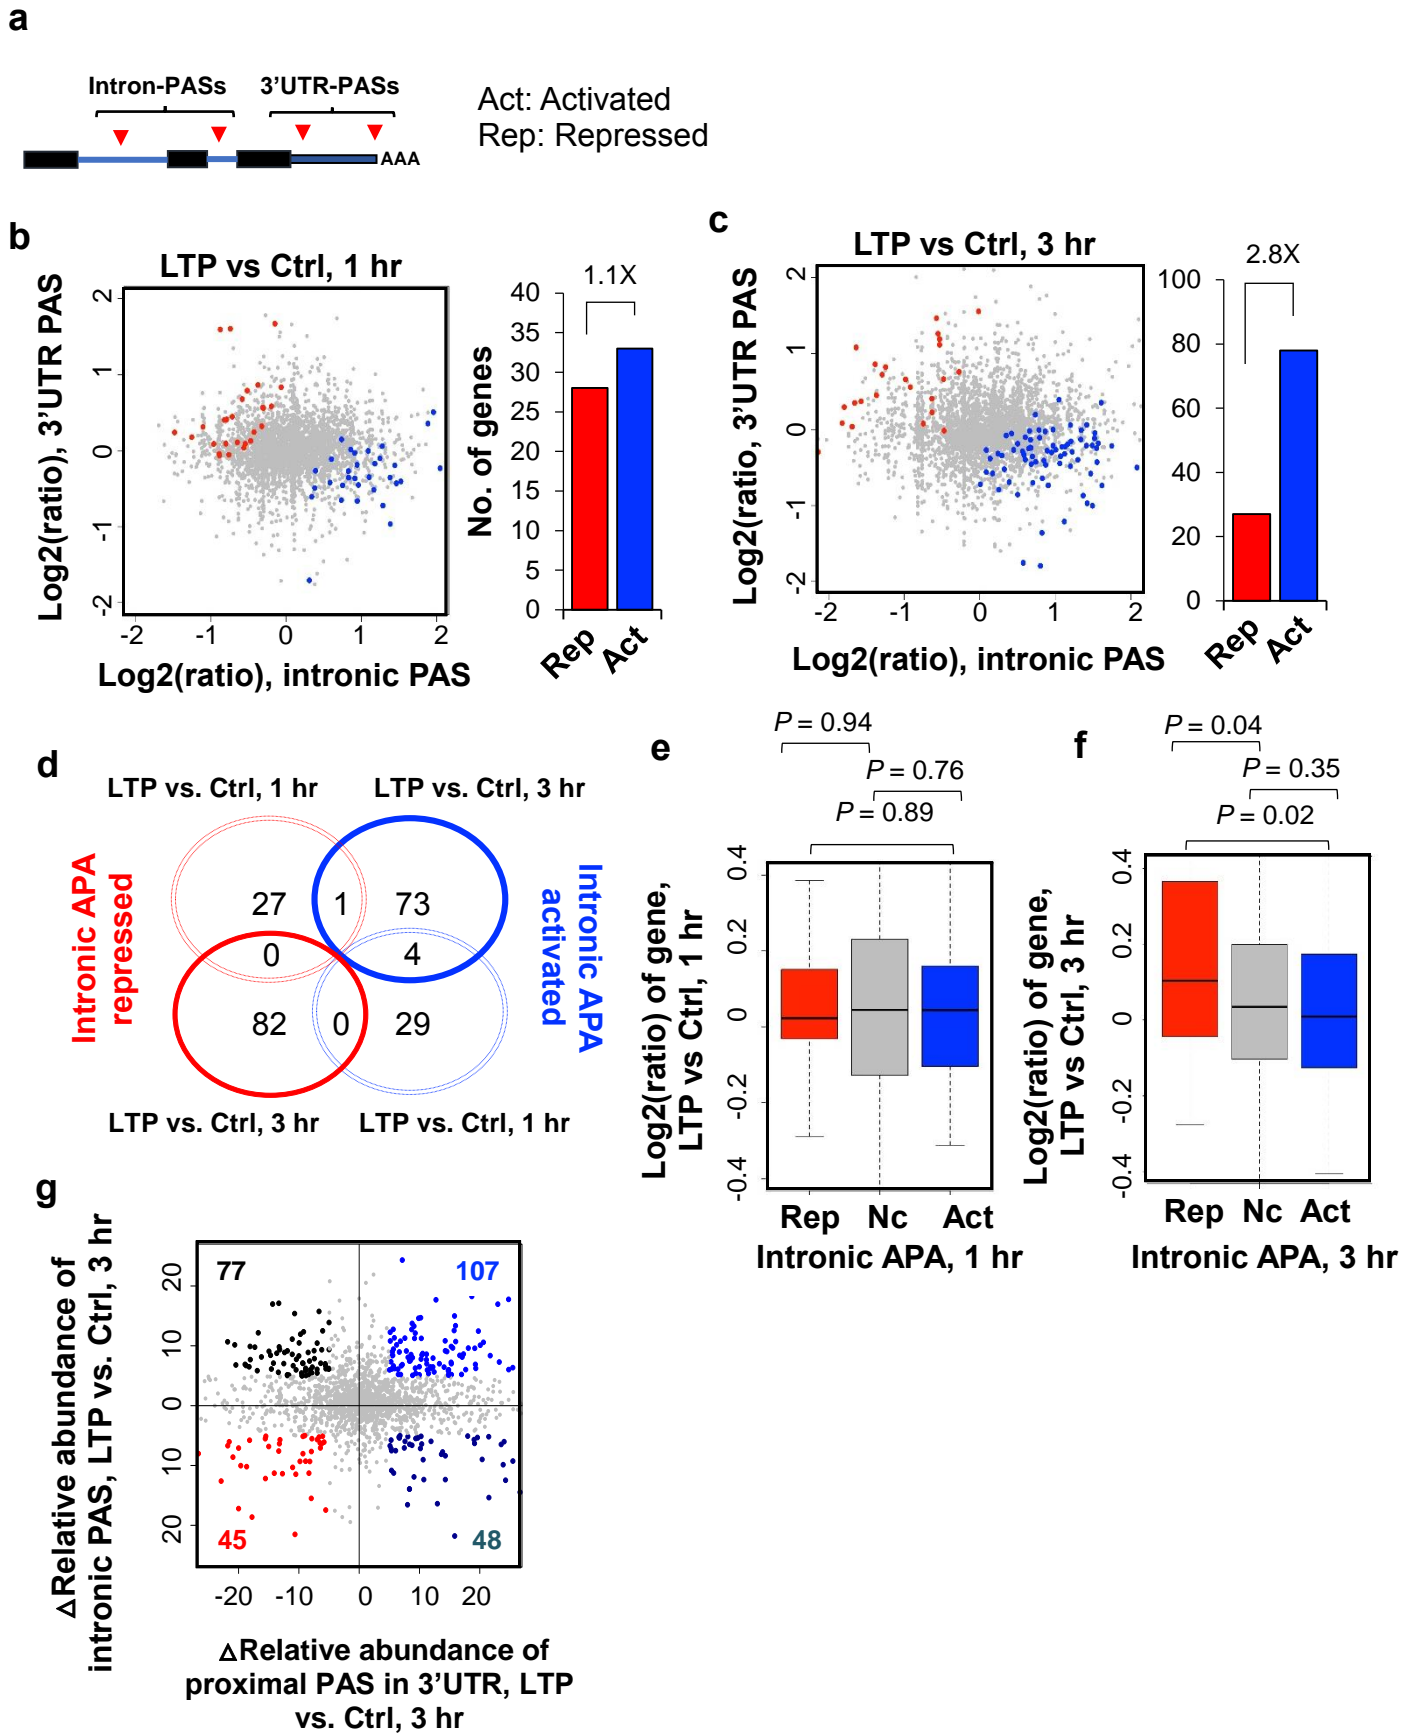 a
Intron-PASs
3'UTR-PASs
AAA
Act: Activated
Rep: Repressed
b
LTP vs Ctrl, 1 hr
Log2(ratio), 3'UTR PAS
2
1
0
-1
-2
-2
-1
0
1
2
Log2(ratio), intronic PAS
1.1X
No. of genes
40
35
30
25
20
15
10
5
0
Rep
Act
c
LTP vs Ctrl, 3 hr
Log2(ratio, 3'UTR PAS
2
1
0
-1
-2
-2
-1
0
1
2
Log2(ratio), intronic PAS
2.8X
100
80
60
40
20
0
Rep
Act
d
LTP vs. Ctrl, 1 hr
LTP vs. Ctrl, 3 hr
Intronic APA
repressed
Intronic APA
activated
27
1
73
0
4
82
0
29
LTP vs. Ctrl, 3 hr
LTP vs. Ctrl, 1 hr
e
P = 0.94
P = 0.76
P = 0.89
Log2(ratio) of gene,
LTP vs Ctrl, 1 hr
0.4
0.2
0
-0.2
-0.4
Rep
Nc
Act
Intronic APA, 1 hr
f
P = 0.04
P = 0.35
P = 0.02
Log2(ratio) of gene,
LTP vs Ctrl, 3 hr
0.4
0.2
0
-0.2
-0.4
Rep
Nc
Act
Intronic APA, 3 hr
g
ΔRelative abundance of
intronic PAS, LTP vs. Ctrl, 3 hr
20
10
0
10
20
77
107
45
48
-20
-10
0
10
20
ΔRelative abundance of
proximal PAS in 3'UTR, LTP
vs. Ctrl, 3 hr